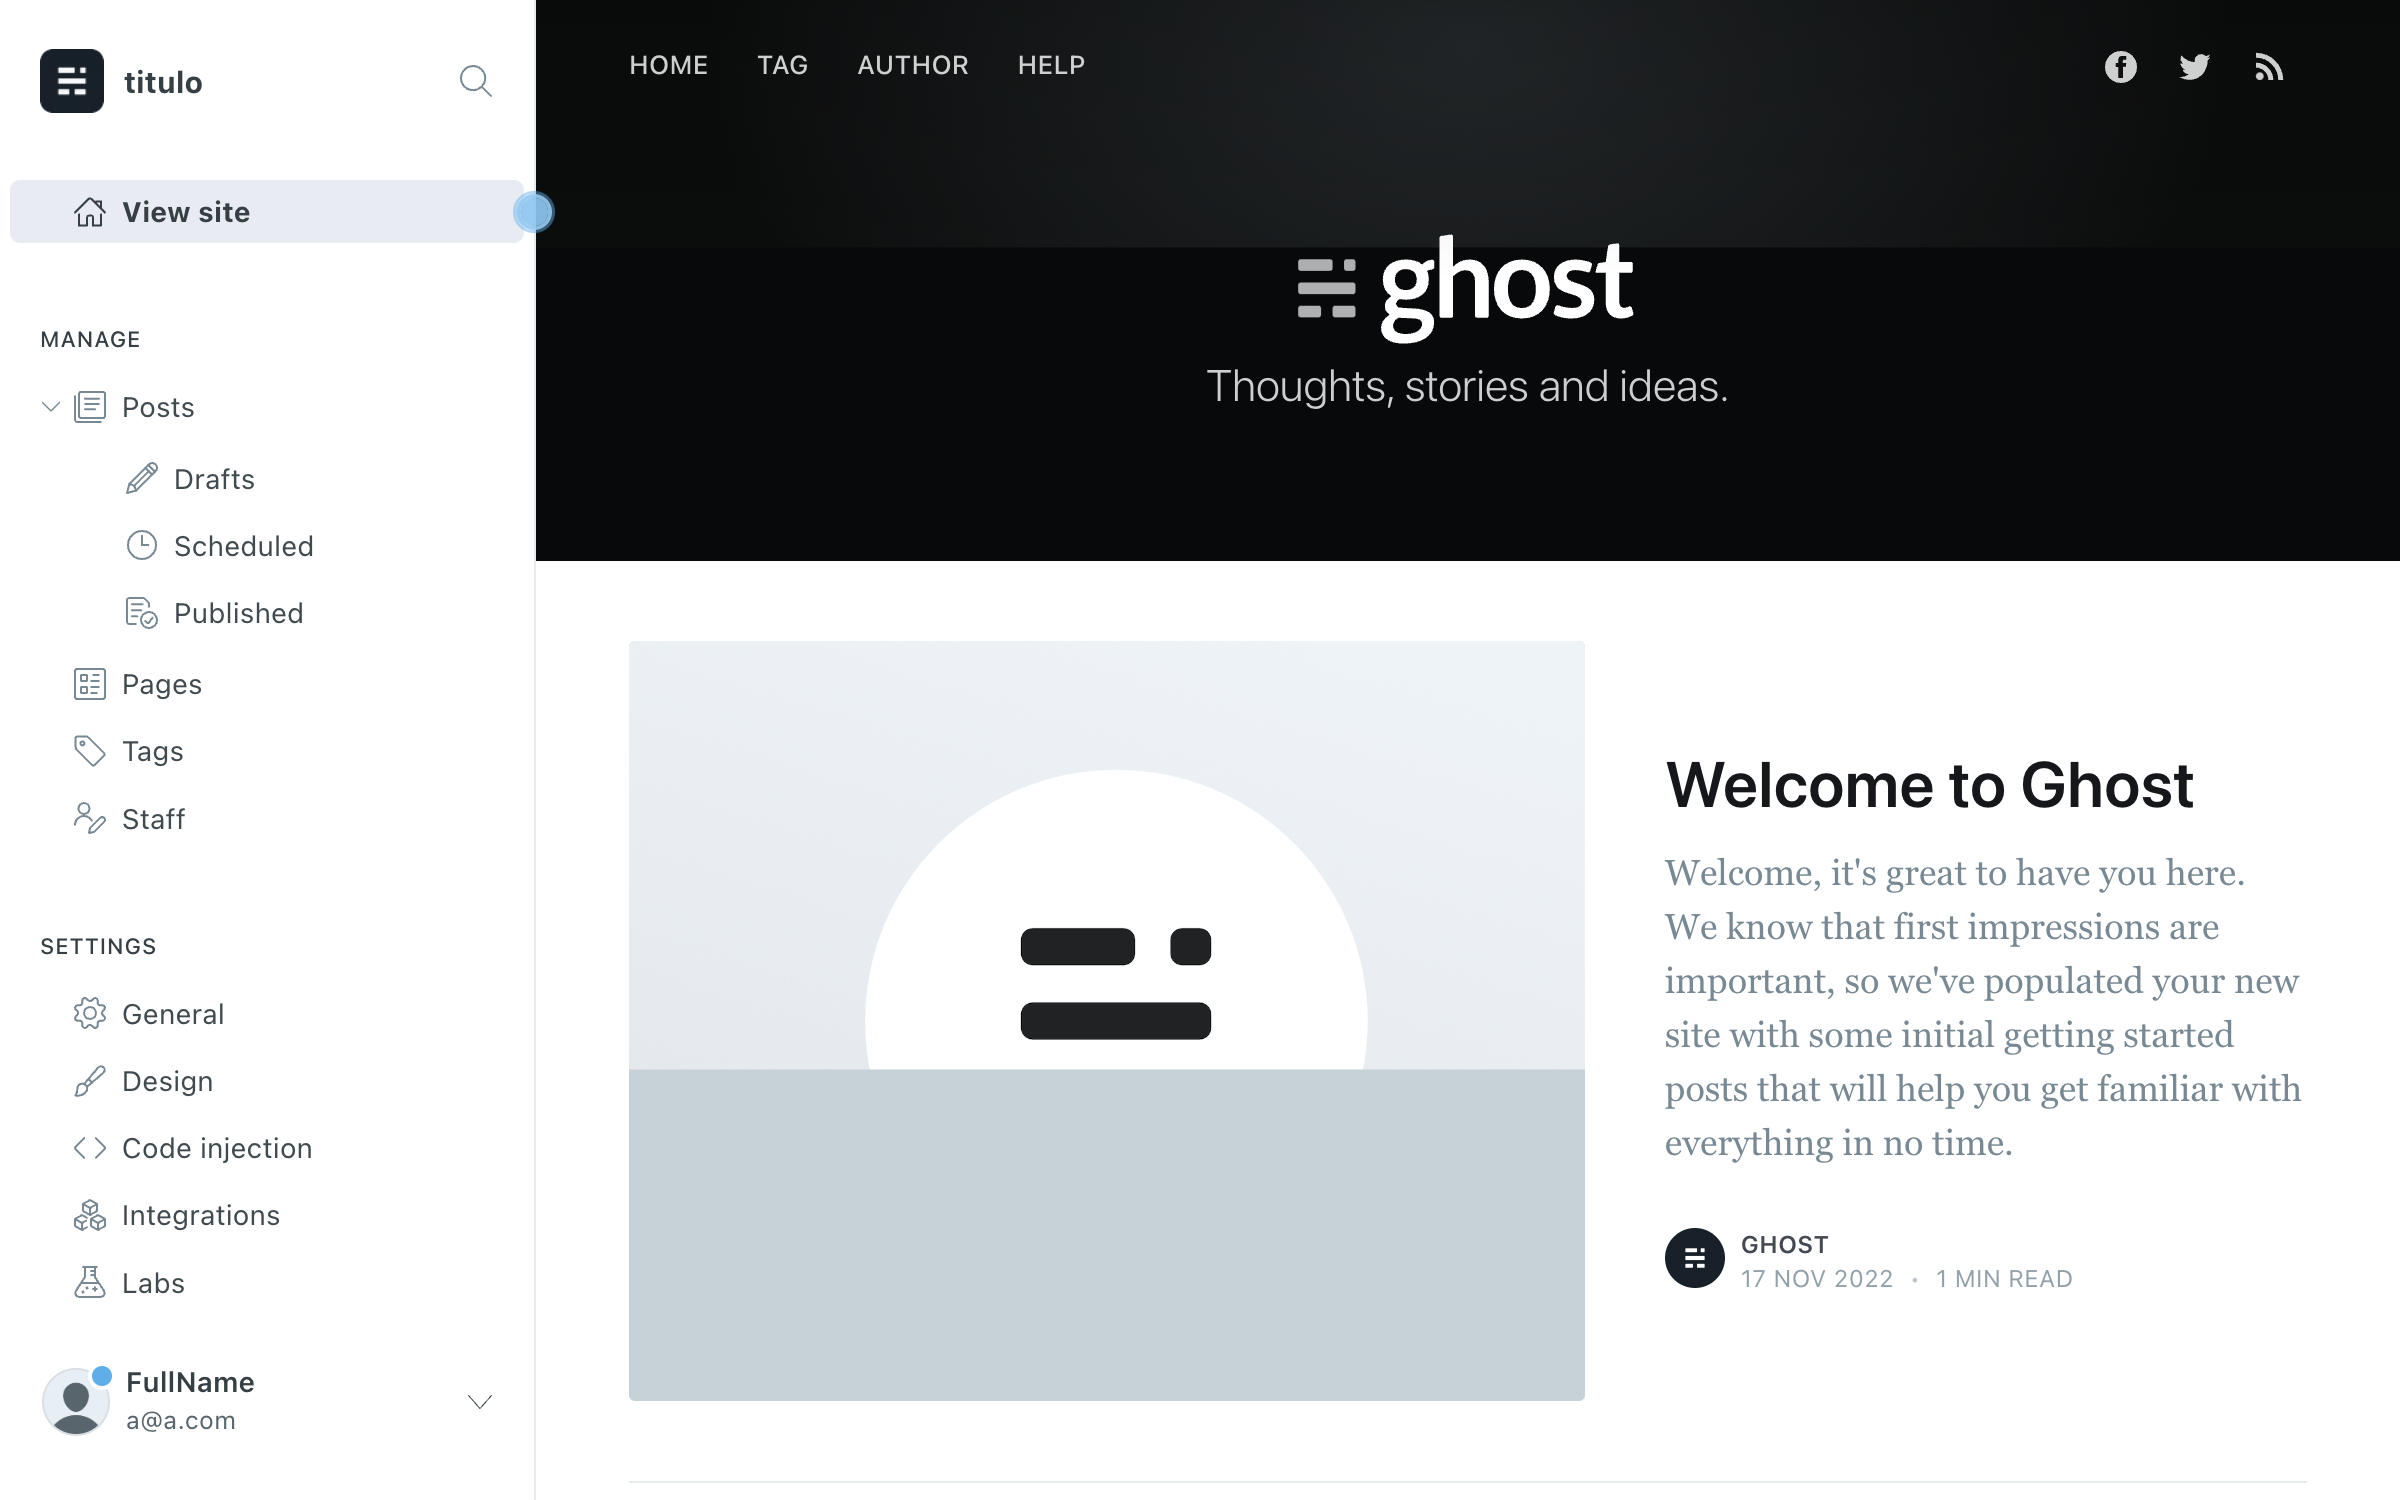 titulo
View site
MANAGE
Posts
Drafts
Scheduled
Published
Pages
Tags
Staff
SETTINGS
General
Design
Code injection
Integrations
Labs
FullName
a@a.com
HOME TAG AUTHOR HELP
ghost
Thoughts, stories and ideas.
Welcome to Ghost
Welcome, it's great to have you here.
We know that first impressions are
important, so we've populated your new
site with some initial getting started
posts that will help you get familiar with
everything in no time.
GHOST
17 NOV 2022 • 1 MIN READ